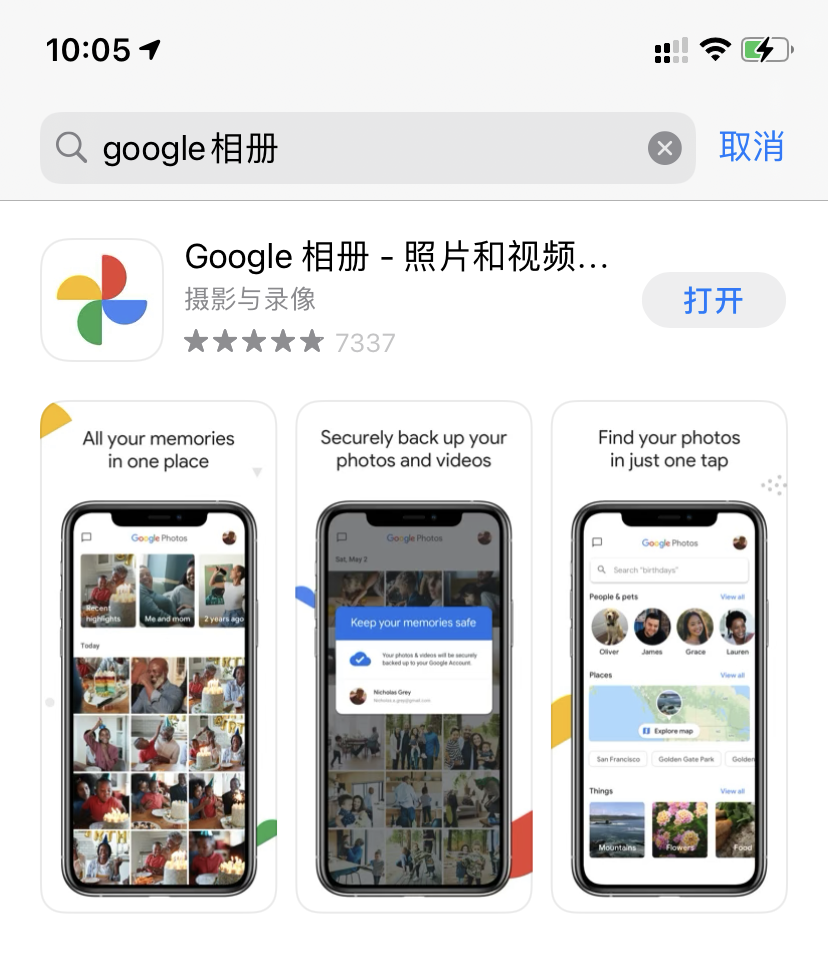 10:05
google相册
取消
Google 相册 - 照片和视频...
摄影与录像
7337
打开
All your memories
in one place
Google Photos
Recent
highlights
Me and mom
2 years ago
Today
Securely back up your
photos and videos
Google Photos
Sat, May 2
Keep your memories safe
Your photos & videos will be securely
backed up to your Google Account.
Nicholas Grey
Find your photos
in just one tap
Google Photos
Search "birthdays"
People & pets
View all
Oliver
James
Grace
Lauren
Places
View all
Explore map
San Francisco
Golden Gate Park
Golden
Things
View all
Mountains
Flowers
Food